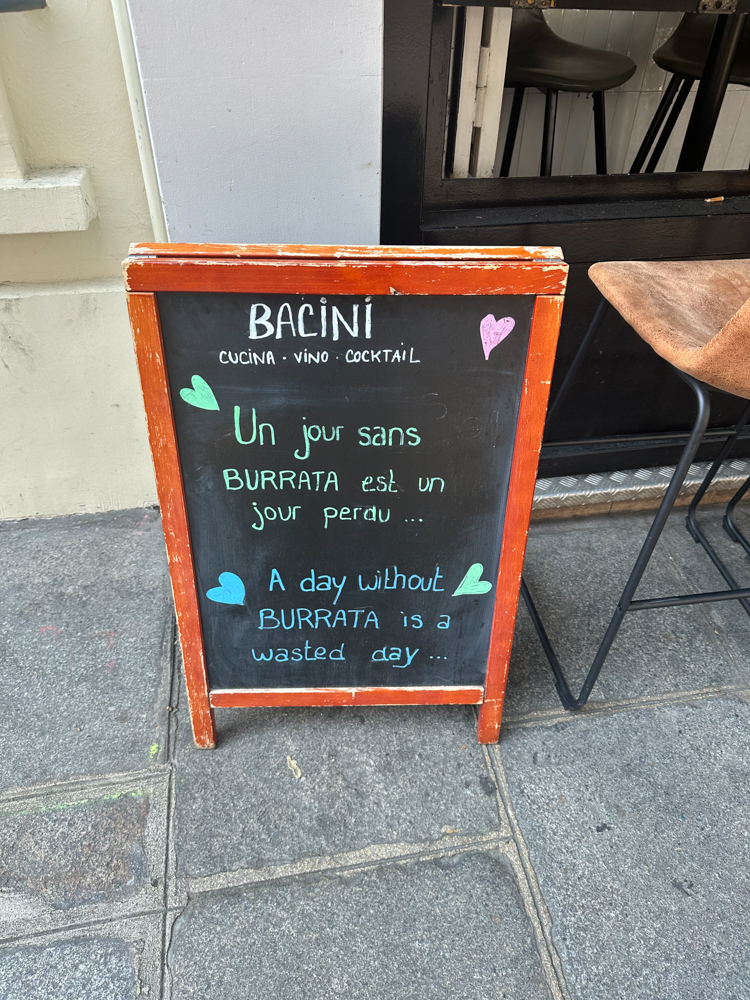 BACINI
CUCINA · VINO · COCKTAIL
Un jour sans
BURRATA est un
jour perdu ...
A day without
BURRATA is a
wasted day ...